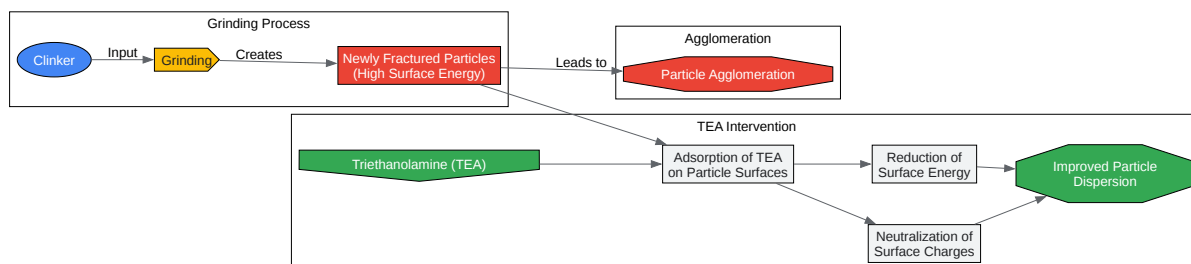 Grinding Process
Clinker
Input
Grinding
Creates
Newly Fractured Particles
(High Surface Energy)
Leads to
Agglomeration
Particle Agglomeration
TEA Intervention
Triethanolamine (TEA)
Adsorption of TEA
on Particle Surfaces
Reduction of
Surface Energy
Neutralization of
Surface Charges
Improved Particle
Dispersion